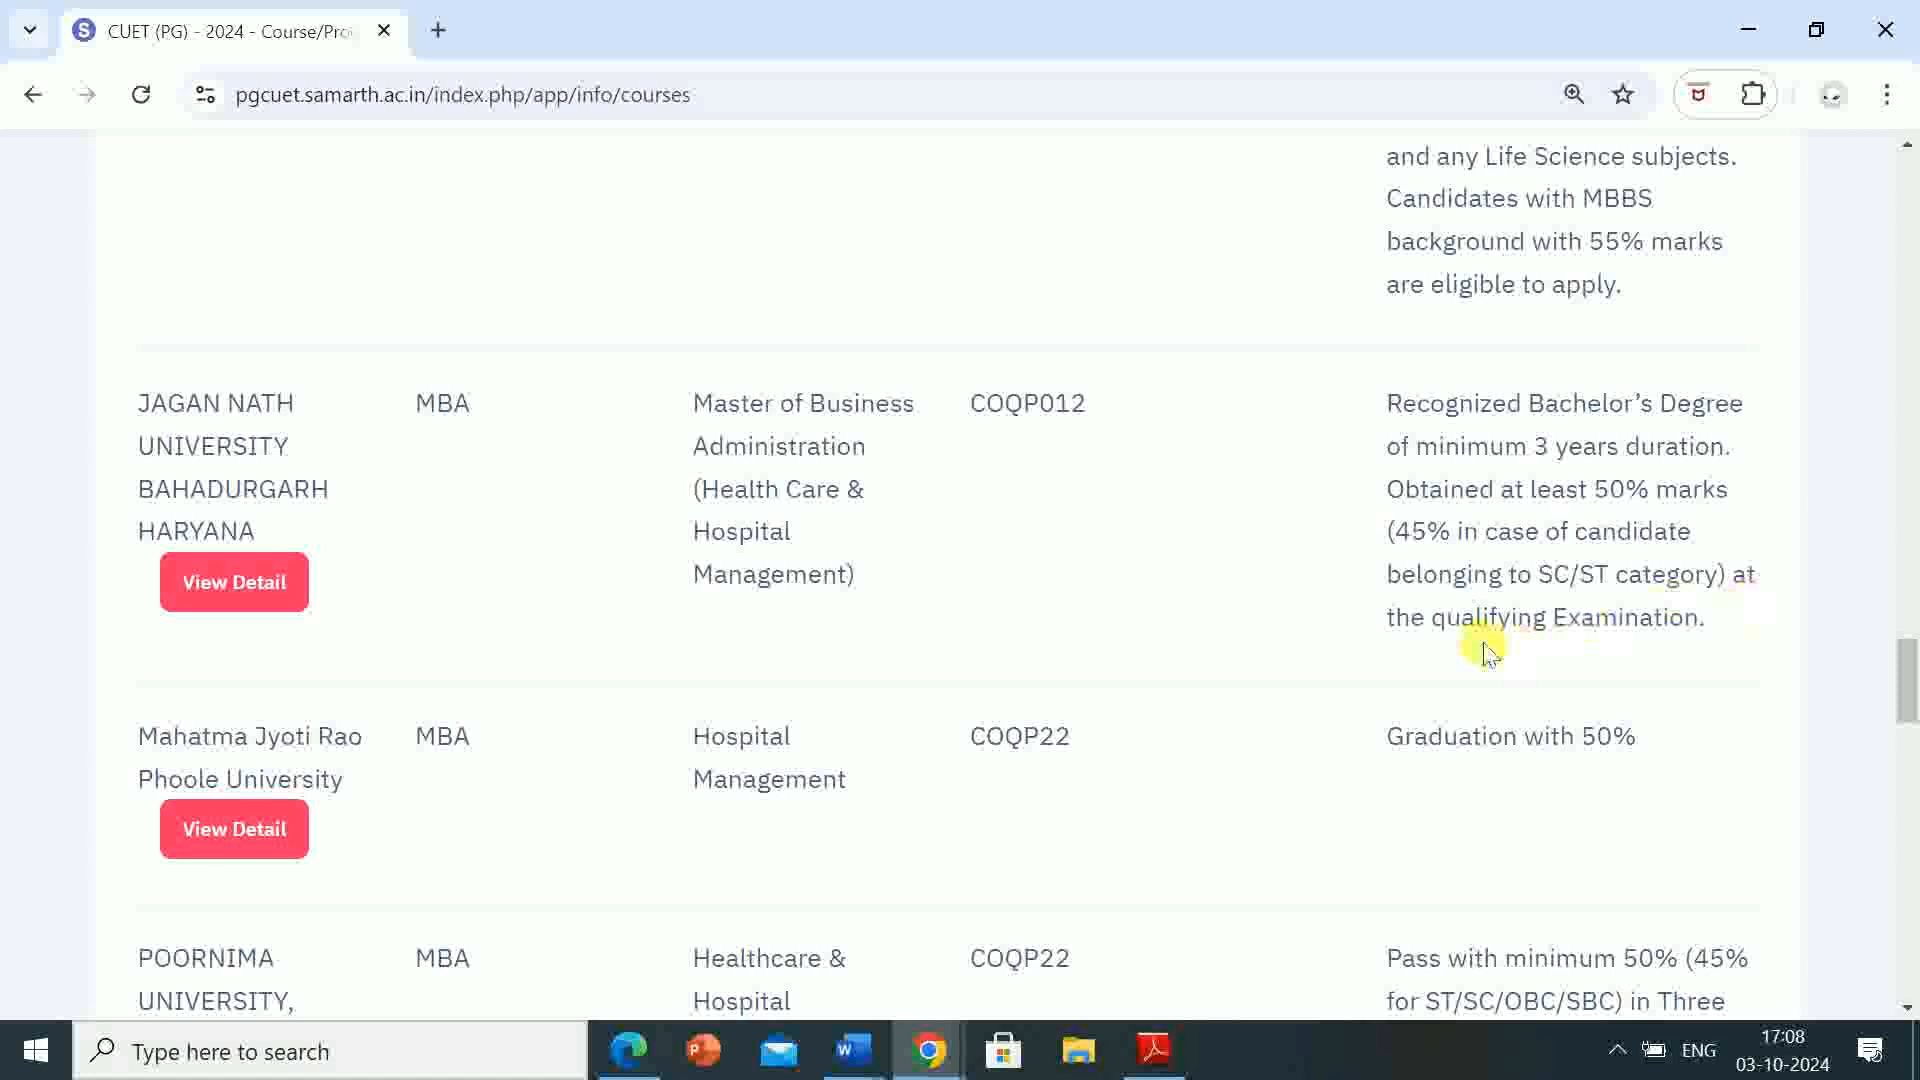 CUET (PG) - 2024 - Course/Pro
pgcuet.samarth.ac.in/index.php/app/info/courses
and any Life Science subjects.
Candidates with MBBS
background with 55% marks
are eligible to apply.
JAGAN NATH
UNIVERSITY
BAHADURGARH
HARYANA
View Detail
MBA
Master of Business
Administration
(Health Care &
Hospital
Management)
COQP012
Recognized Bachelor’s Degree
of minimum 3 years duration.
Obtained at least 50% marks
(45% in case of candidate
belonging to SC/ST category) at
the qualifying Examination.
Mahatma Jyoti Rao
Phoole University
View Detail
MBA
Hospital
Management
COQP22
Graduation with 50%
POORNIMA
UNIVERSITY,
MBA
Healthcare &
Hospital
COQP22
Pass with minimum 50% (45%
for ST/SC/OBC/SBC) in Three
Type here to search
ENG
17:08
03-10-2024